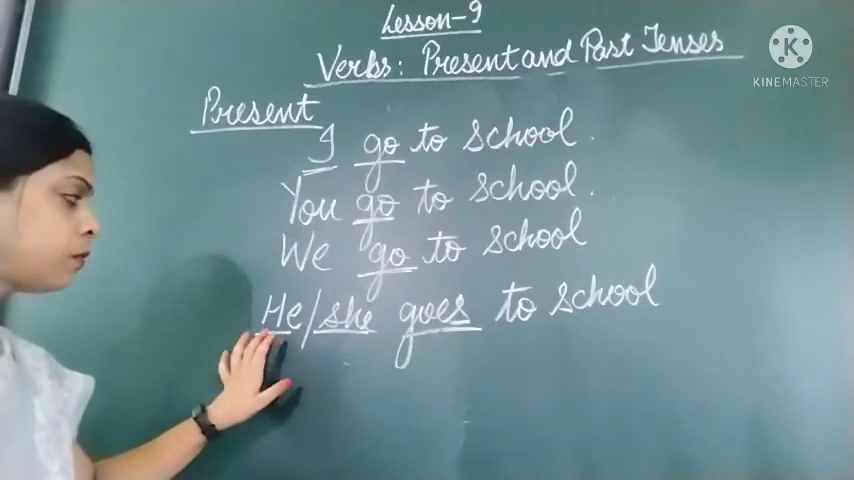 Lesson-9
Verbs: Present and Past Tenses
K
KINEMASTER
Present
I go to school.
You go to school.
We go to school
He/she goes to school